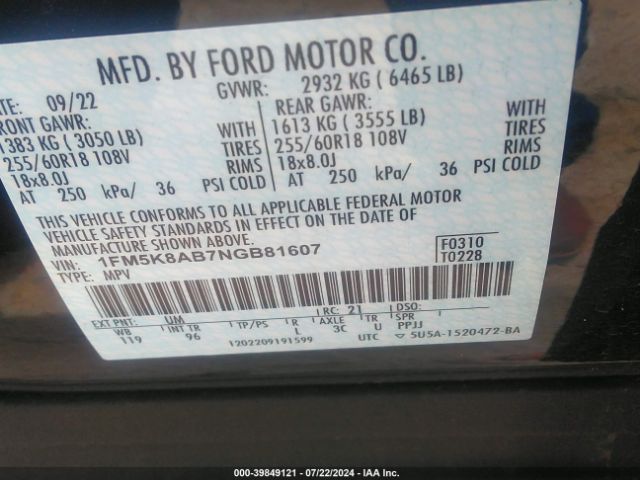 MFD. BY FORD MOTOR CO.
DATE: 09/22 GVWR: 2932 KG ( 6465 LB)
FRONT GAWR: REAR GAWR:
1383 KG ( 3050 LB) WITH 1613 KG ( 3555 LB) WITH
255/60R18 108V TIRES 255/60R18 108V TIRES
18x8.0J RIMS 18x8.0J RIMS
AT 250 kPa/ 36 PSI COLD AT 250 kPa/ 36 PSI COLD
THIS VEHICLE CONFORMS TO ALL APPLICABLE FEDERAL MOTOR
VEHICLE SAFETY STANDARDS IN EFFECT ON THE DATE OF
MANUFACTURE SHOWN ABOVE.
VIN: 1FM5K8AB7NGB81607 F0310
TYPE: MPV T0228
EXT PNT: UM RC: 21 DSO:
WB INT TR TP/PS R AXLE TR SPR
119 96 L 3C U PPJJ
1202209191599 UTC ▽ 5U5A-1520472-BA
000-39849121 - 07/22/2024 - IAA Inc.